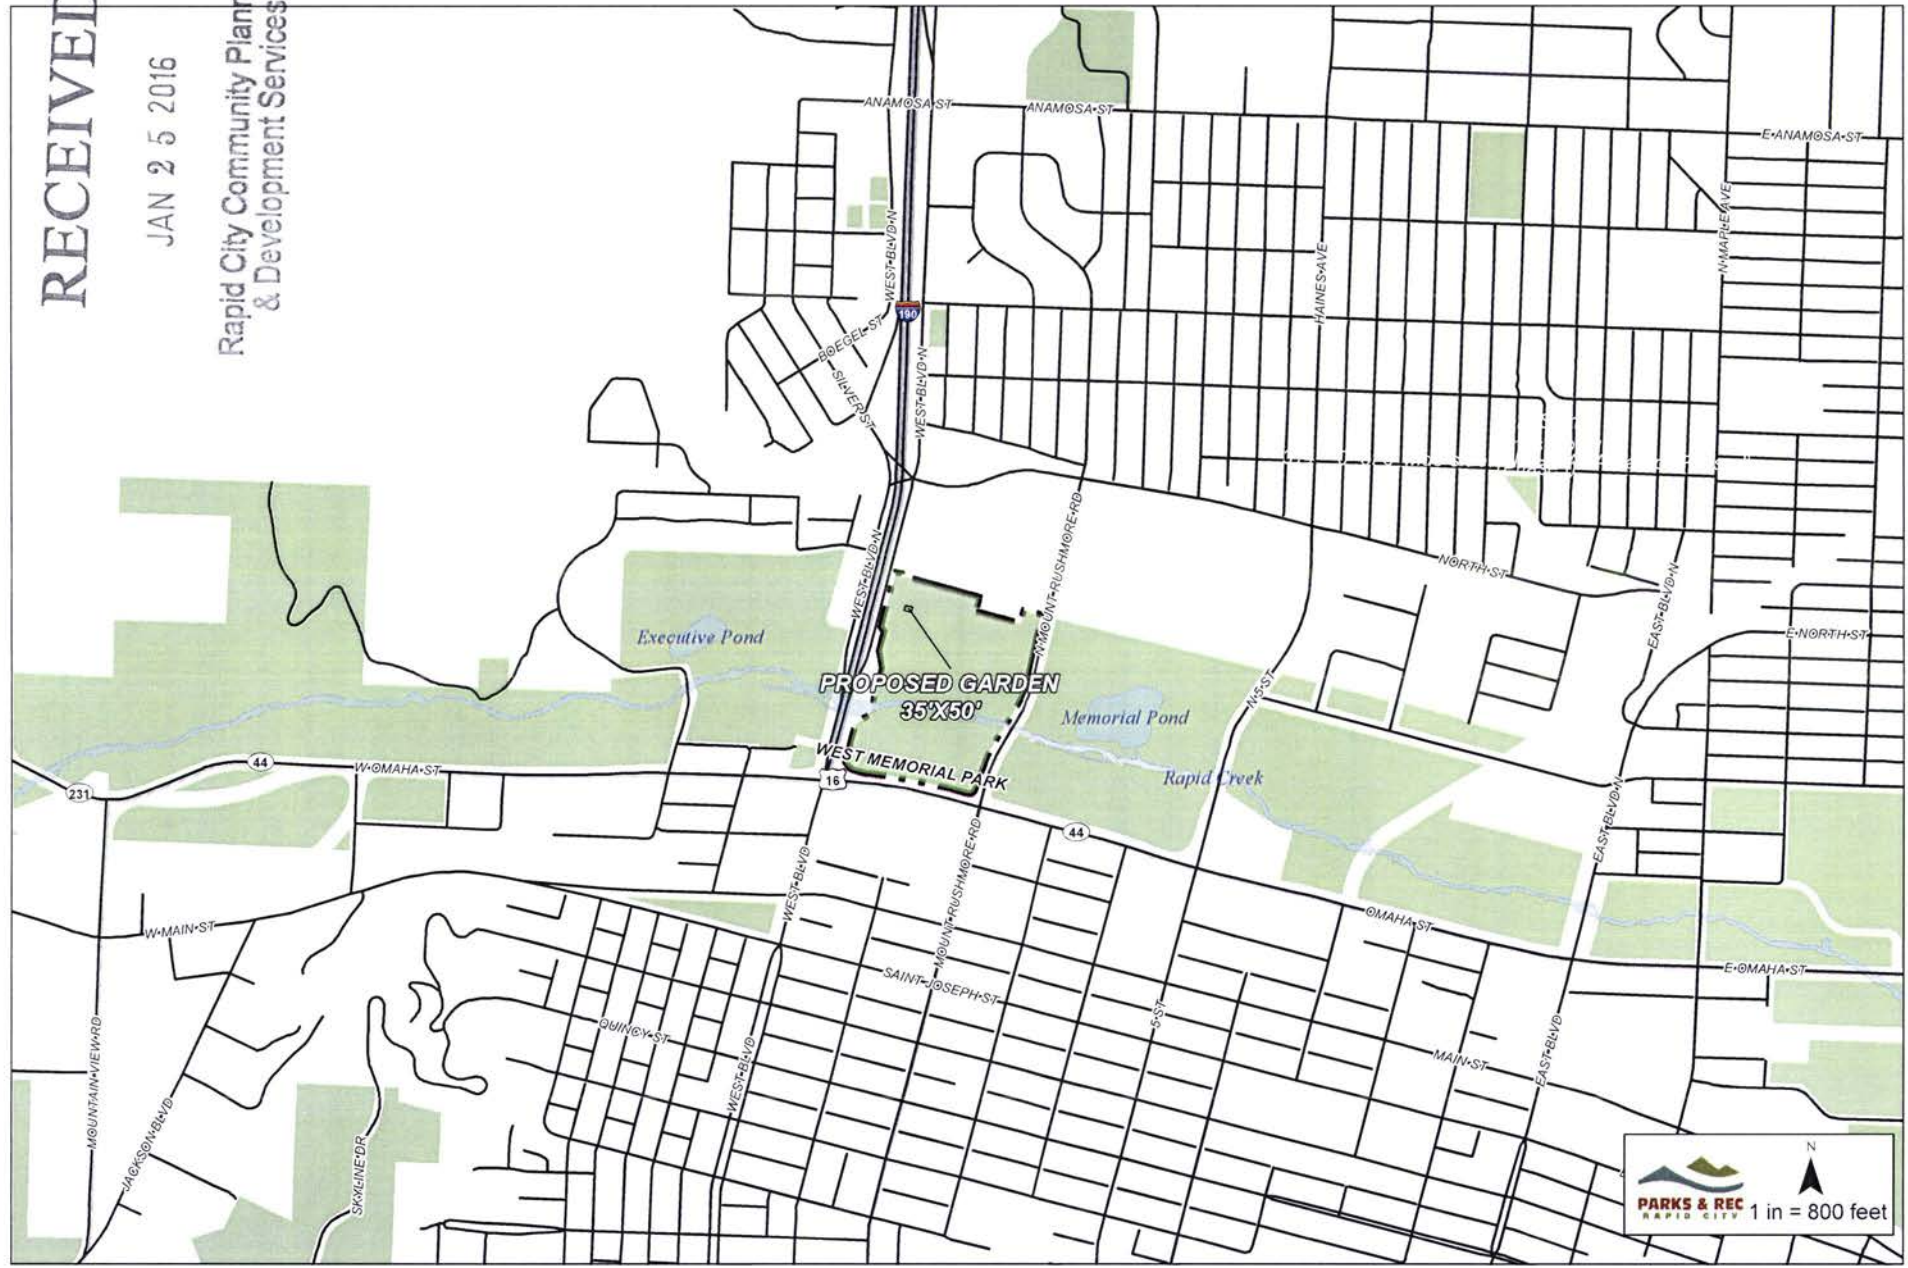 RECEIVED
JAN 25 2016
Rapid City Community
& Development Services
ANAMOSA ST
ANAMOSA ST
E ANAMOSA ST
WEST BLVD N
N MAPLE AVE
HAINES AVE
190
BOEGEL ST
SILVER ST
WEST BLVD N
N MOUNT RUSHMORE RD
WEST BLVD N
NORTH ST
EAST BLVD N
E NORTH ST
Executive Pond
PROPOSED GARDEN
35'X50'
Memorial Pond
N 5 ST
WEST MEMORIAL PARK
Rapid Creek
44
W OMAHA ST
16
231
44
EAST BLVD N
WEST BLVD
MOUNT RUSHMORE RD
OMAHA ST
W MAIN ST
E OMAHA ST
SAINT JOSEPH ST
5 ST
QUINCY ST
MAIN ST
EAST BLVD
WEST BLVD
MOUNTAIN VIEW RD
JACKSON BLVD
SKYLINE DR
N
PARKS & REC
RAPID CITY
1 in = 800 feet